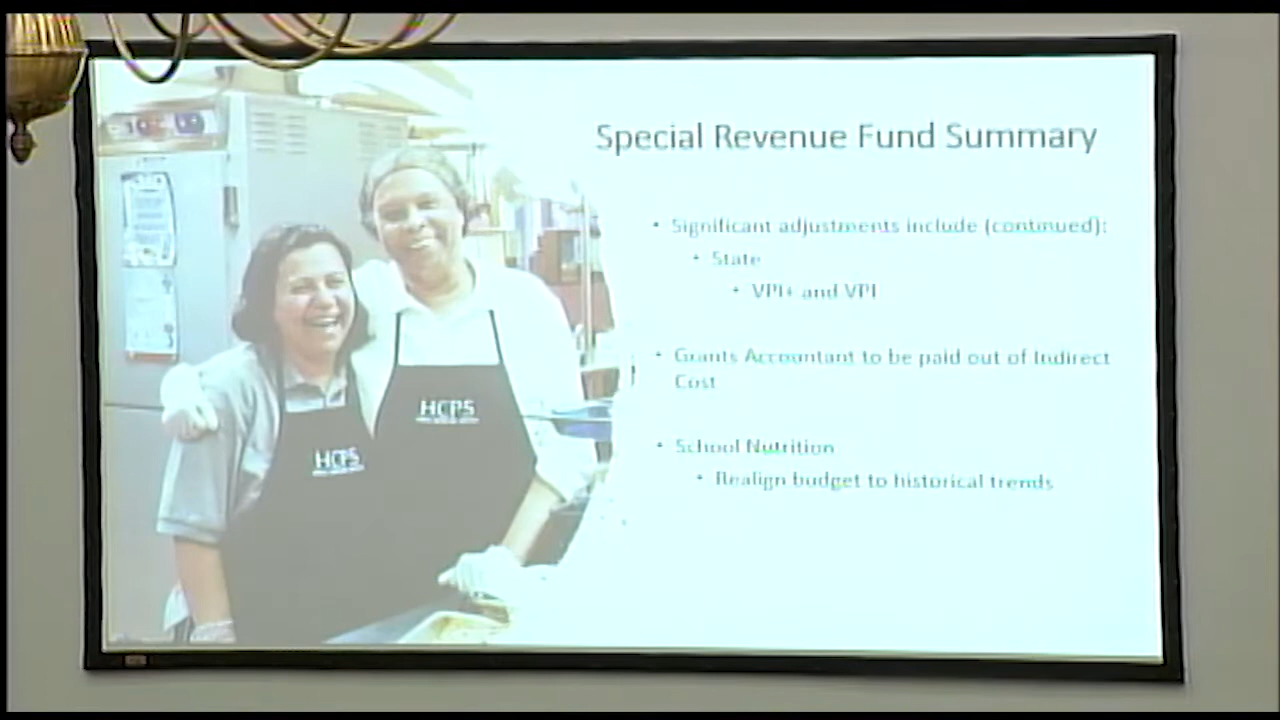 Special Revenue Fund Summary
• Significant adjustments include (continued):
• State
• VPI+ and VPI
• Grants Accountant to be paid out of Indirect
Cost
• School Nutrition
• Realign budget to historical trends
HCPS
HCPS